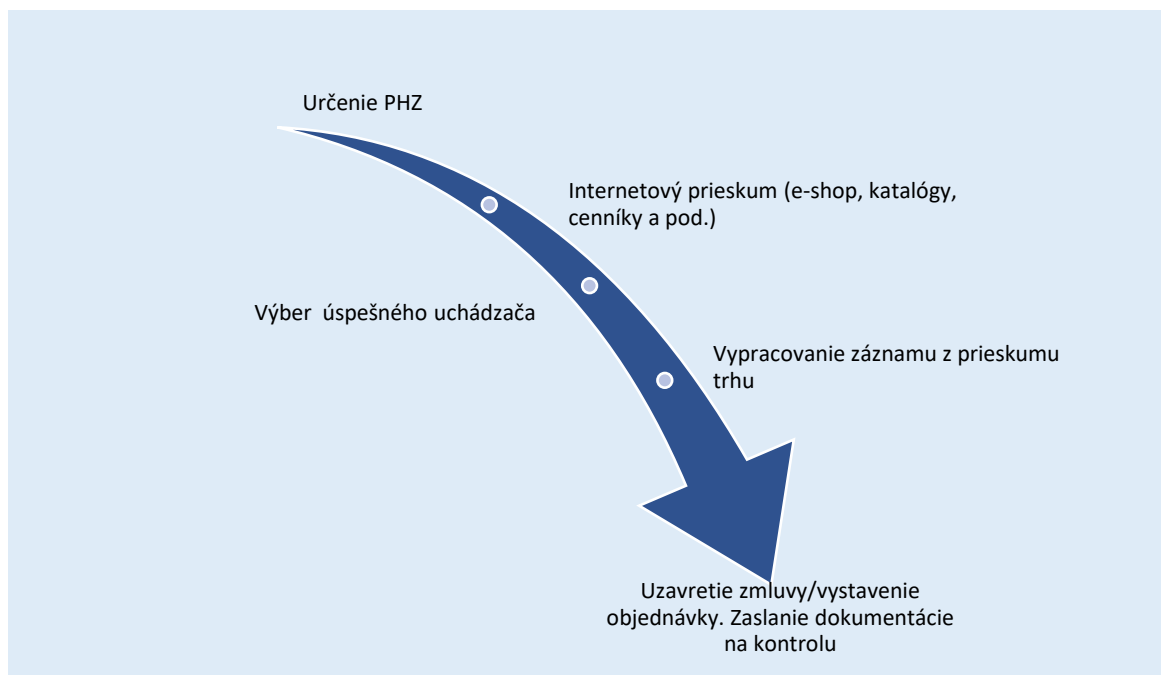 Určenie PHZ
Internetový prieskum (e-shop, katalógy,
cenníky a pod.)
Výber úspešného uchádzača
Vypracovanie záznamu z prieskumu
trhu
Uzavretie zmluvy/vystavenie
objednávky. Zaslanie dokumentácie
na kontrolu